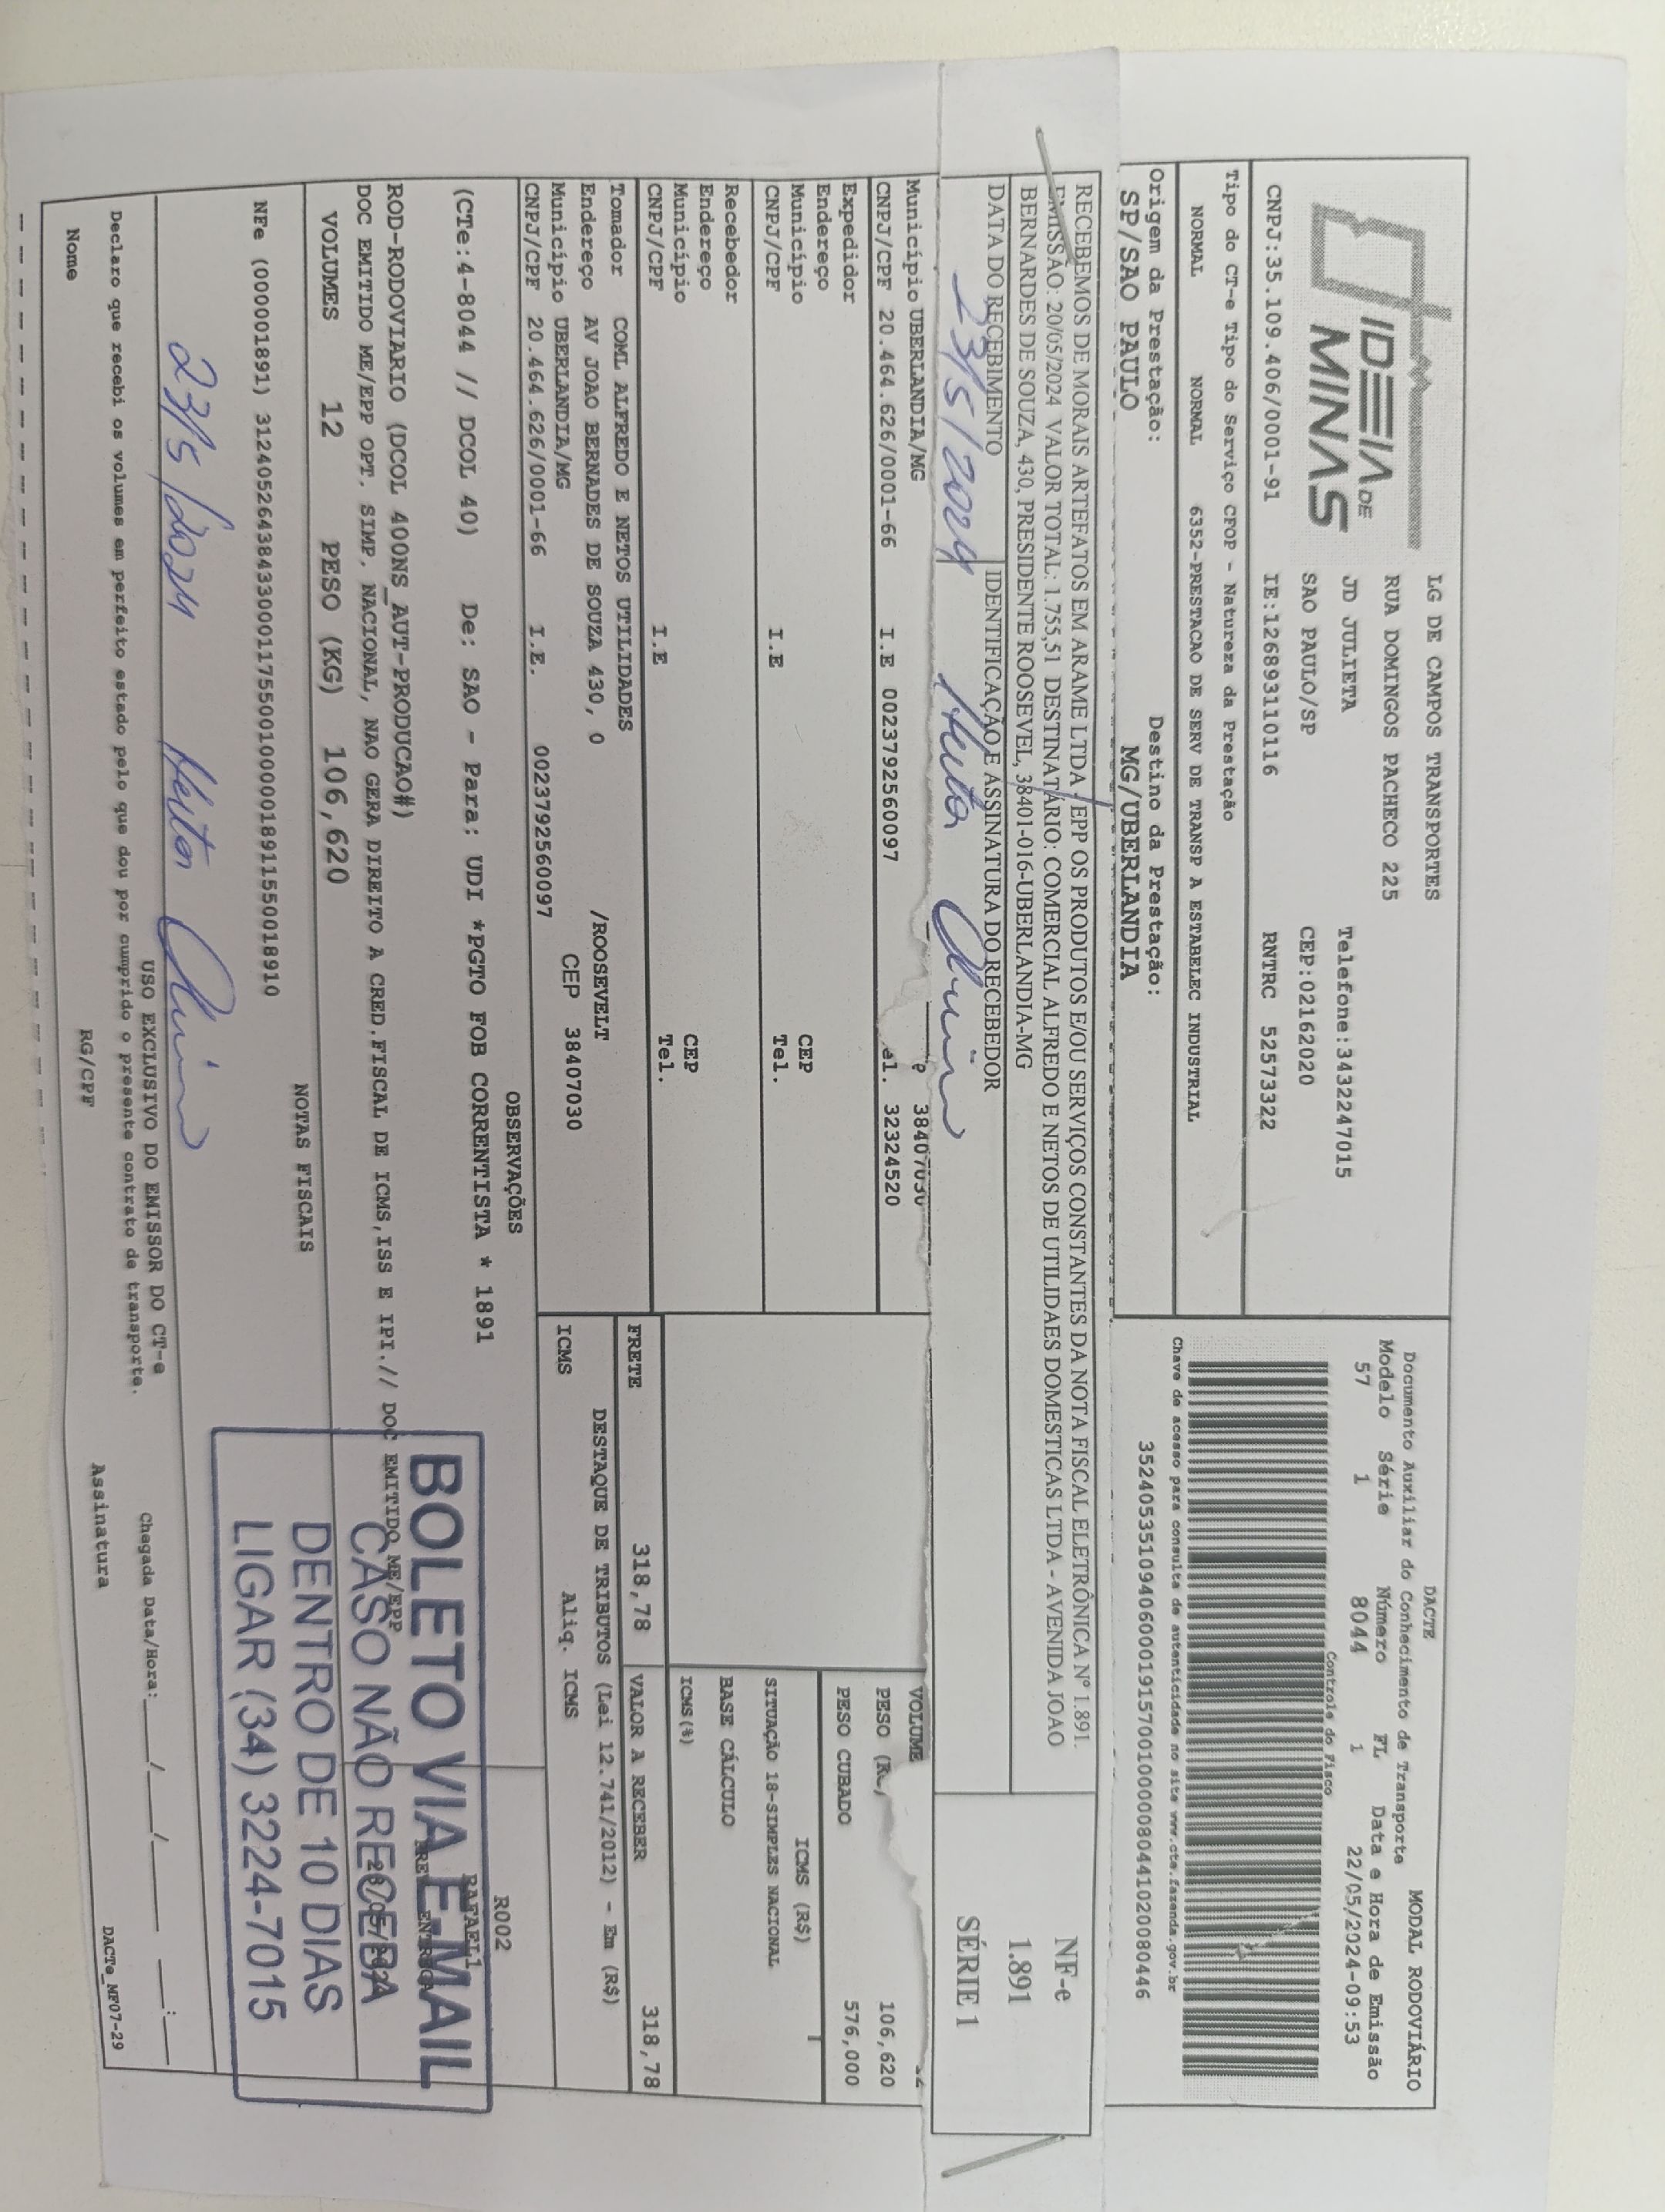 IDEIA DE
MINAS
LG DE CAMPOS TRANSPORTES
RUA DOMINGOS PACHECO 225
JD JULIETA
Telefone:3432247015
SAO PAULO/SP
CEP:02162020
CNPJ:35.109.406/0001-91 IE:126893110116 RNTRC 52573322
Tipo do CT-e Tipo do Serviço CFOP - Natureza da Prestação
NORMAL NORMAL 6352-PRESTACAO DE SERV DE TRANSP A ESTABELEC INDUSTRIAL
Origem da Prestação: Destino da Prestação:
SP/SAO PAULO MG/UBERLANDIA
DACTE MODAL RODOVIÁRIO
Documento Auxiliar do Conhecimento de Transporte
Modelo Série Número FL Data e Hora de Emissão
57 1 8044 1 22/05/2024-09:53
Controle do Fisco
Chave de acesso para consulta de autenticidade no site www.cte.fazenda.gov.br
35240535109406000191570010000080441020080446
RECEBEMOS DE MORAIS ARTEFATOS EM ARAME LTDA - EPP OS PRODUTOS E/OU SERVIÇOS CONSTANTES DA NOTA FISCAL ELETRÔNICA Nº 1.891.
EMISSÃO: 20/05/2024 VALOR TOTAL: 1.755,51 DESTINATÁRIO: COMERCIAL ALFREDO E NETOS DE UTILIDAES DOMESTICAS LTDA - AVENIDA JOAO
BERNARDES DE SOUZA, 430, PRESIDENTE ROOSEVEL, 38401-016-UBERLANDIA-MG
DATA DO RECEBIMENTO IDENTIFICAÇÃO E ASSINATURA DO RECEBEDOR
23/5/2024
NF-e
1.891
SÉRIE 1
Município UBERLANDIA/MG 38407030
CNPJ/CPF 20.464.626/0001-66 I.E 0023792560097 el. 32324520
Expedidor
Endereço
Município CEP
CNPJ/CPF I.E Tel.
Recebedor
Endereço
Município CEP
CNPJ/CPF I.E Tel.
Tomador COML ALFREDO E NETOS UTILIDADES
Endereço AV JOAO BERNADES DE SOUZA 430, 0 /ROOSEVELT
Município UBERLANDIA/MG CEP 38407030
CNPJ/CPF 20.464.626/0001-66 I.E. 0023792560097
VOLUME
PESO 106,620
PESO CUBADO 576,000
ICMS (R$)
SITUAÇÃO 18-SIMPLES NACIONAL
BASE CÁLCULO
ICMS(%)
FRETE 318,78 VALOR A RECEBER 318,78
DESTAQUE DE TRIBUTOS (Lei 12.741/2012) - Em (R$)
ICMS Aliq. ICMS
OBSERVAÇÕES
R002
RAFAEL1
(CTe:4-8044 // DCOL 40) De: SAO - Para: UDI *PGTO FOB CORRENTISTA * 1891
ROD-RODOVIARIO (DCOL 400NS_AUT-PRODUCAO#)
DOC EMITIDO ME/EPP OPT. SIMP. NACIONAL, NAO GERA DIREITO A CRED.FISCAL DE ICMS,ISS E IPI.// DOC EMITIDO ME/EPP
VOLUMES 12 PESO (KG) 106,620
NOTAS FISCAIS
NFe (000001891) 31240526438433000117550010000018911550018910
BOLETO VIA E-MAIL
CASO NÃO RECEBA
DENTRO DE 10 DIAS
LIGAR (34) 3224-7015
23/5/2024
USO EXCLUSIVO DO EMISSOR DO CT-e
Declaro que recebi os volumes em perfeito estado pelo que dou por cumprido o presente contrato de transporte.
Chegada Data/Hora:____/____/____ ___:___
Nome RG/CPF Assinatura
DACTe_MF07-29